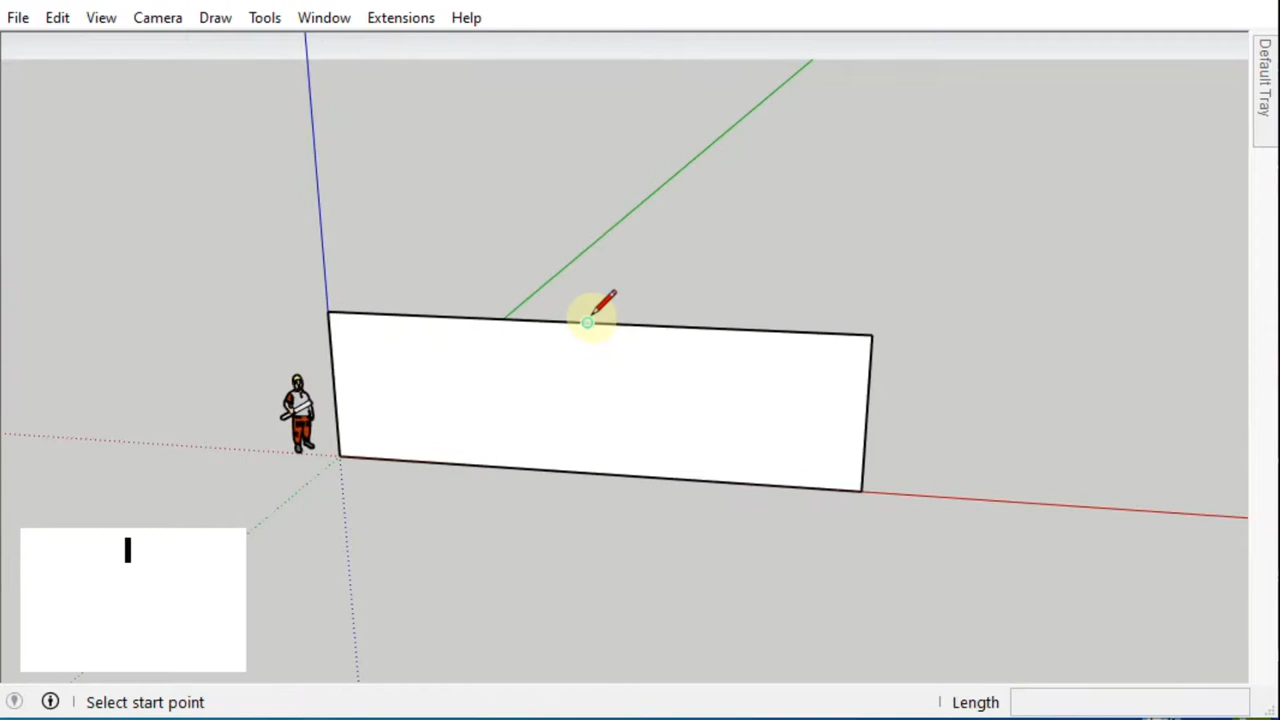 File Edit View Camera Draw Tools Window Extensions Help
Default Tray
l
Select start point
Length